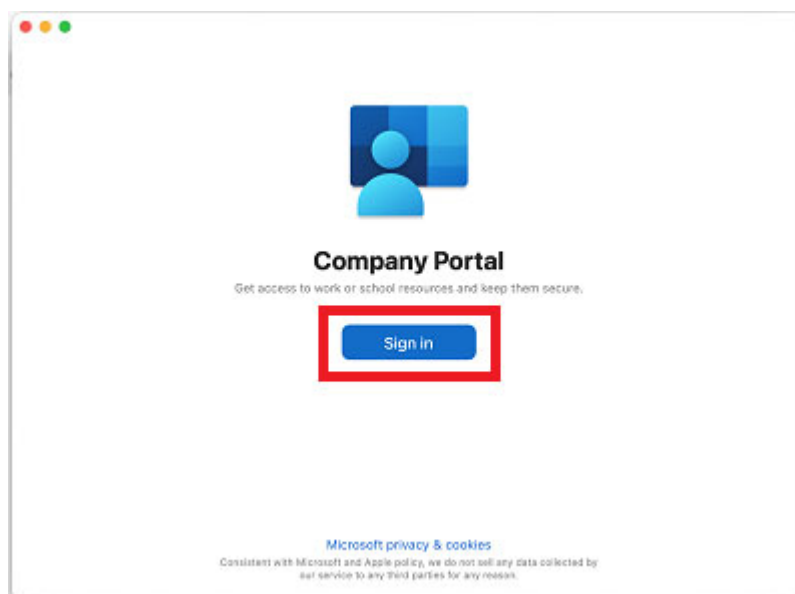 Company Portal
Get access to work or school resources and keep them secure.
Sign in
Microsoft privacy & cookies
Consistent with Microsoft and Apple policy, we do not sell any data collected by
our service to any third parties for any reason.